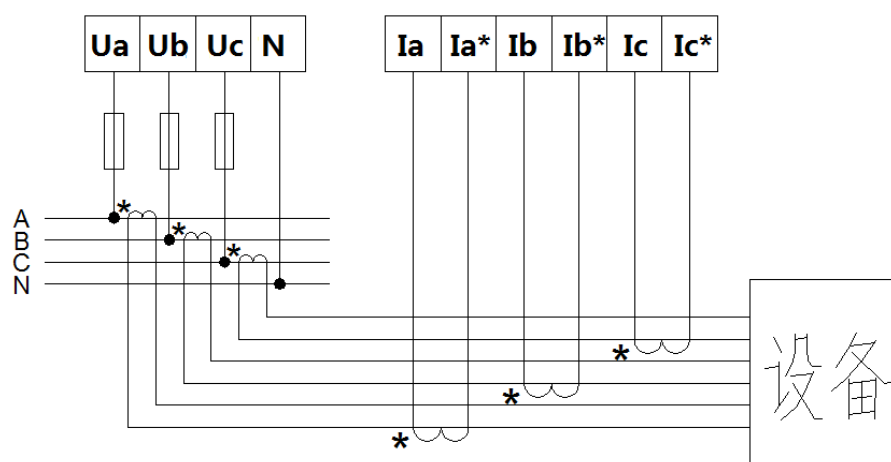 Ua Ub Uc N Ia Ia* Ib Ib* Ic Ic*
A *
B *
C *
N
设备
*
*
*